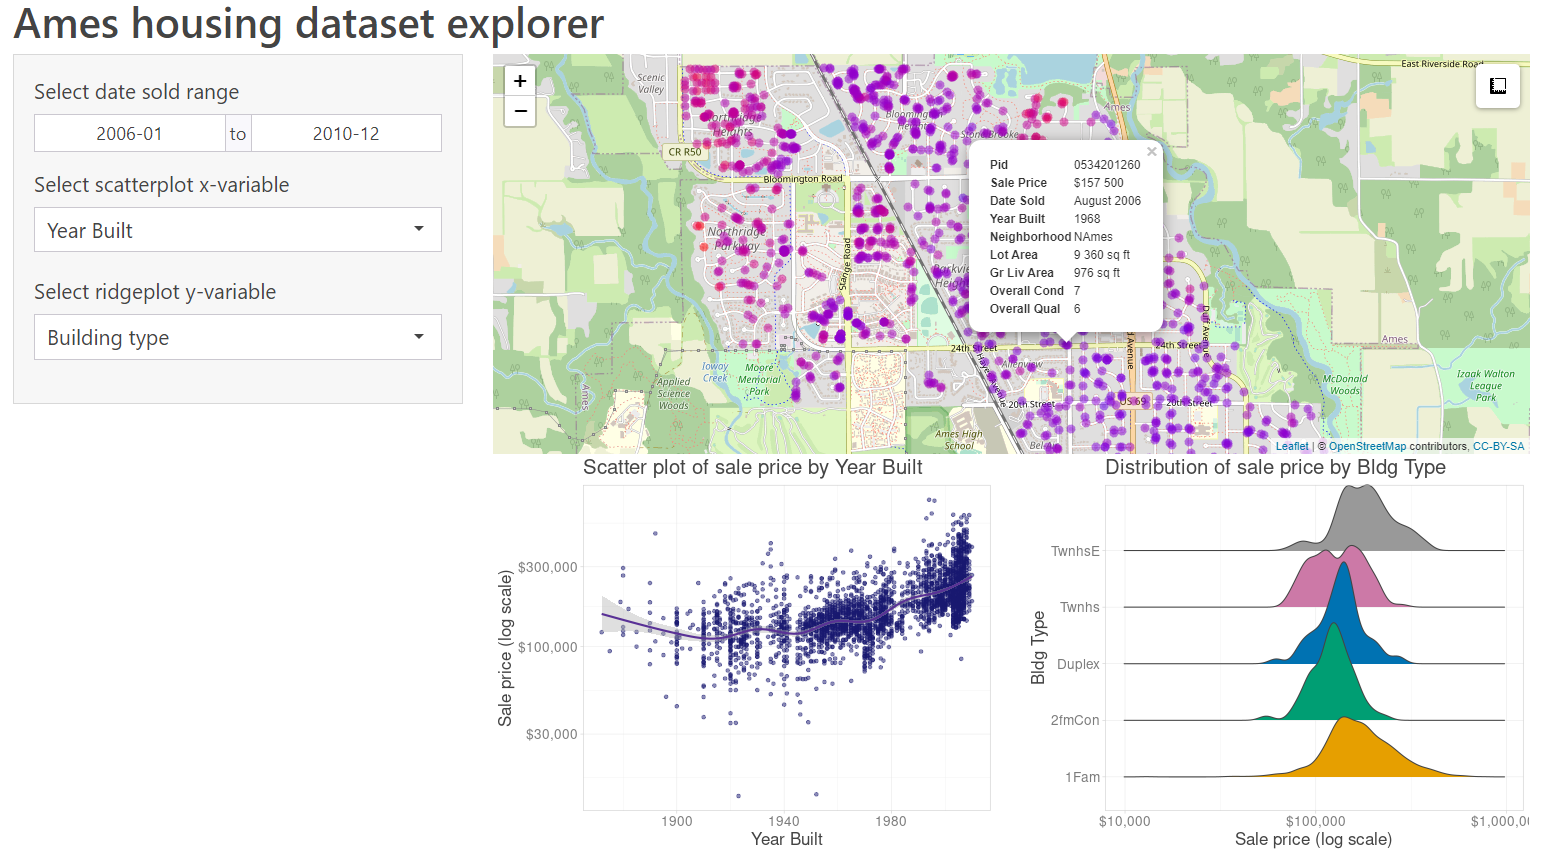 Ames housing dataset explorer
Select date sold range
2006-01 to 2010-12
Select scatterplot x-variable
Year Built
Select ridgeplot y-variable
Building type
+
−
East Riverside Road
Scenic
Valley
Ames
Northridge
Heights
Bloomington
Heights
Stone Brooke
CR R50
Bloomington Road
Northridge
Parkway
Stange Road
Parkview
Heights
×
Pid 0534201260
Sale Price $157 500
Date Sold August 2006
Year Built 1968
Neighborhood NAmes
Lot Area 9 360 sq ft
Gr Liv Area 976 sq ft
Overall Cond 7
Overall Qual 6
24th Street
24th Street
Duff Avenue
Avenue
Ames
Ioway
Creek
Moore
Memorial
Park
Applied
Science
Woods
Ames
Allenview
Hayes Avenue
20th Street
US 69
20th Street
McDonald
Woods
Izaak Walton
League
Park
Ames High
School
Leaflet | © OpenStreetMap contributors, CC-BY-SA
Scatter plot of sale price by Year Built
Sale price (log scale)
$300,000
$100,000
$30,000
1900 1940 1980
Year Built
Distribution of sale price by Bldg Type
Bldg Type
TwnhsE
Twnhs
Duplex
2fmCon
1Fam
$10,000 $100,000 $1,000,0
Sale price (log scale)